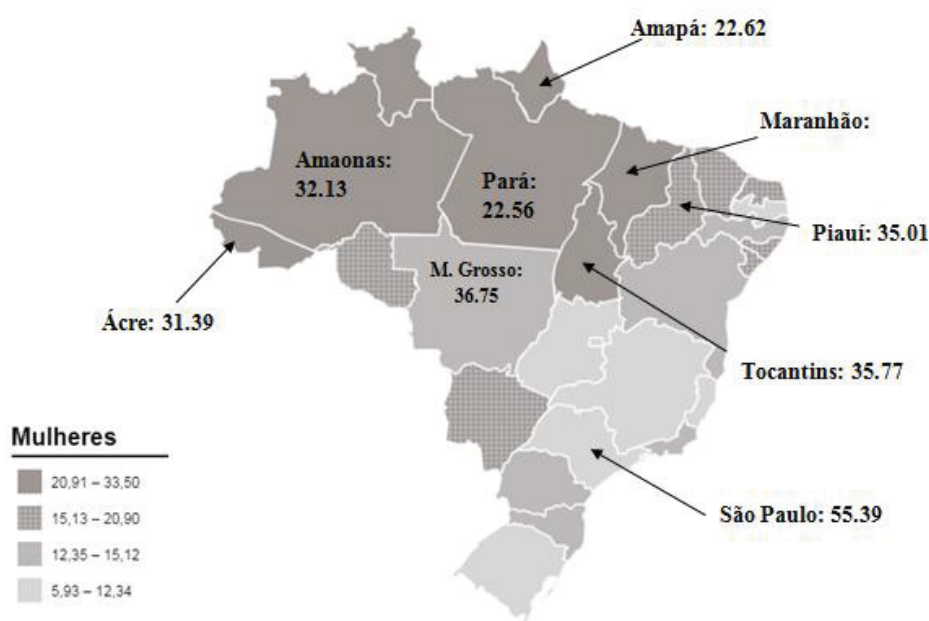 Amapá: 22.62
Maranhão:
Amaonas:
32.13
Pará:
22.56
Piauí: 35.01
M. Grosso:
36.75
Ácre: 31.39
Tocantins: 35.77
Mulheres
20,91 – 33,50
15,13 – 20,90
12,35 – 15,12
5,93 – 12,34
São Paulo: 55.39